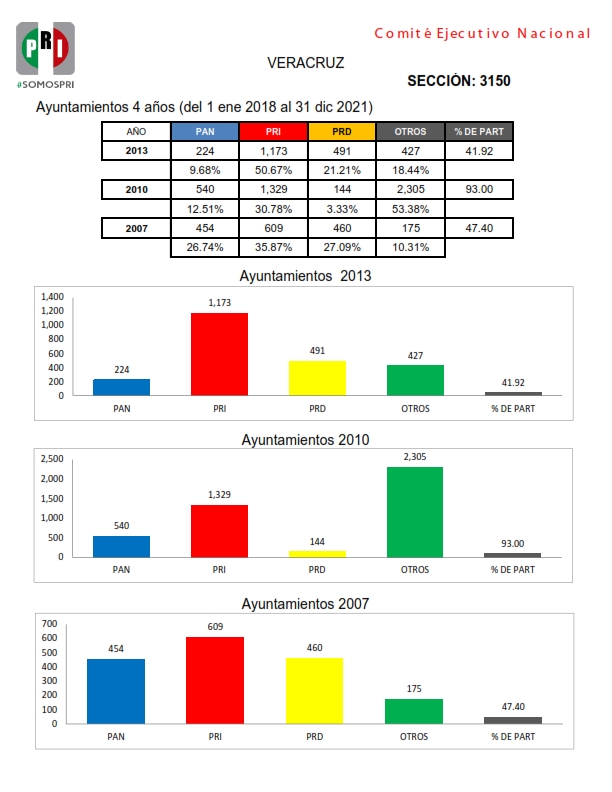 Comité Ejecutivo Nacional
PRI
#SOMOSPRI
VERACRUZ
SECCIÓN: 3150
Ayuntamientos 4 años (del 1 ene 2018 al 31 dic 2021)
AÑO PAN PRI PRD OTROS % DE PART
2013 224 1,173 491 427 41.92
9.68% 50.67% 21.21% 18.44%
2010 540 1,329 144 2,305 93.00
12.51% 30.78% 3.33% 53.38%
2007 454 609 460 175 47.40
26.74% 35.87% 27.09% 10.31%
Ayuntamientos 2013
1,400
1,200
1,000
800
600
400
200
0
224 1,173 491 427 41.92
PAN PRI PRD OTROS % DE PART
Ayuntamientos 2010
2,500
2,000
1,500
1,000
500
0
540 1,329 144 2,305 93.00
PAN PRI PRD OTROS % DE PART
Ayuntamientos 2007
700
600
500
400
300
200
100
0
454 609 460 175 47.40
PAN PRI PRD OTROS % DE PART